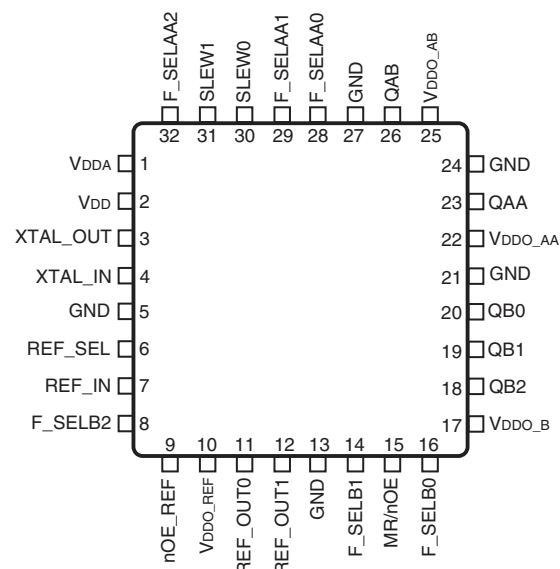 F_SELAA2
SLEW1
SLEW0
F_SELAA1
F_SELAA0
GND
QAB
VDDO_AB
32 31 30 29 28 27 26 25
VDDA 1
VDD 2
XTAL_OUT 3
XTAL_IN 4
GND 5
REF_SEL 6
REF_IN 7
F_SELB2 8
24 GND
23 QAA
22 VDDO_AA
21 GND
20 QB0
19 QB1
18 QB2
17 VDDO_B
9 10 11 12 13 14 15 16
nOE_REF
VDDO_REF
REF_OUT0
REF_OUT1
GND
F_SELB1
MR/nOE
F_SELB0